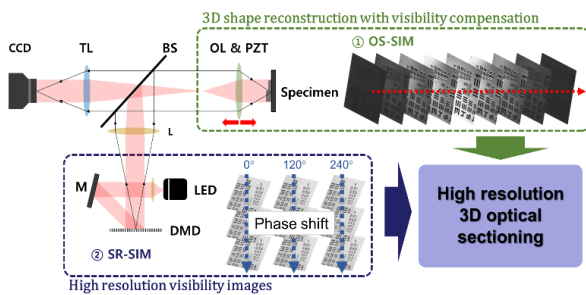 3D shape reconstruction with visibility compensation
CCD
TL
BS
OL & PZT
① OS-SIM
Specimen
L
M
LED
DMD
② SR-SIM
0° 120° 240°
Phase shift
High resolution
3D optical
sectioning
High resolution visibility images